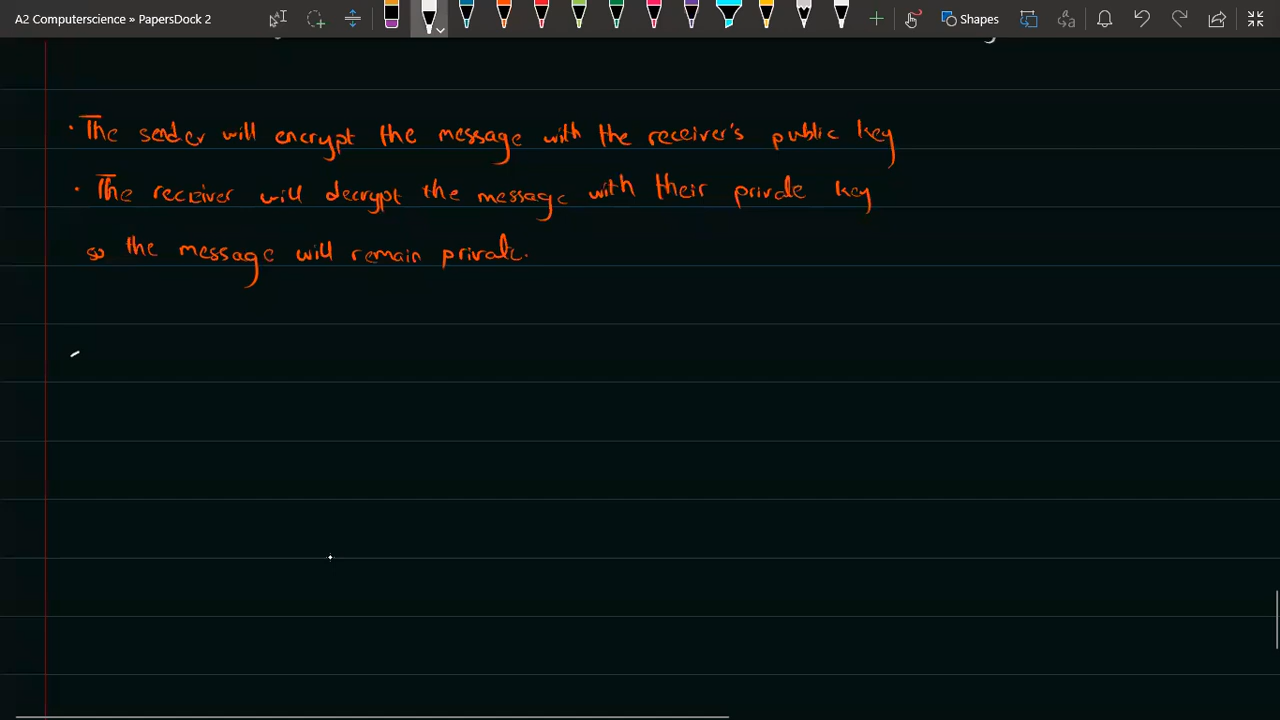 A2 Computerscience » PapersDock 2
Shapes
· The sender will encrypt the message with the receiver's public key
· The receiver will decrypt the message with their private key
so the message will remain private.